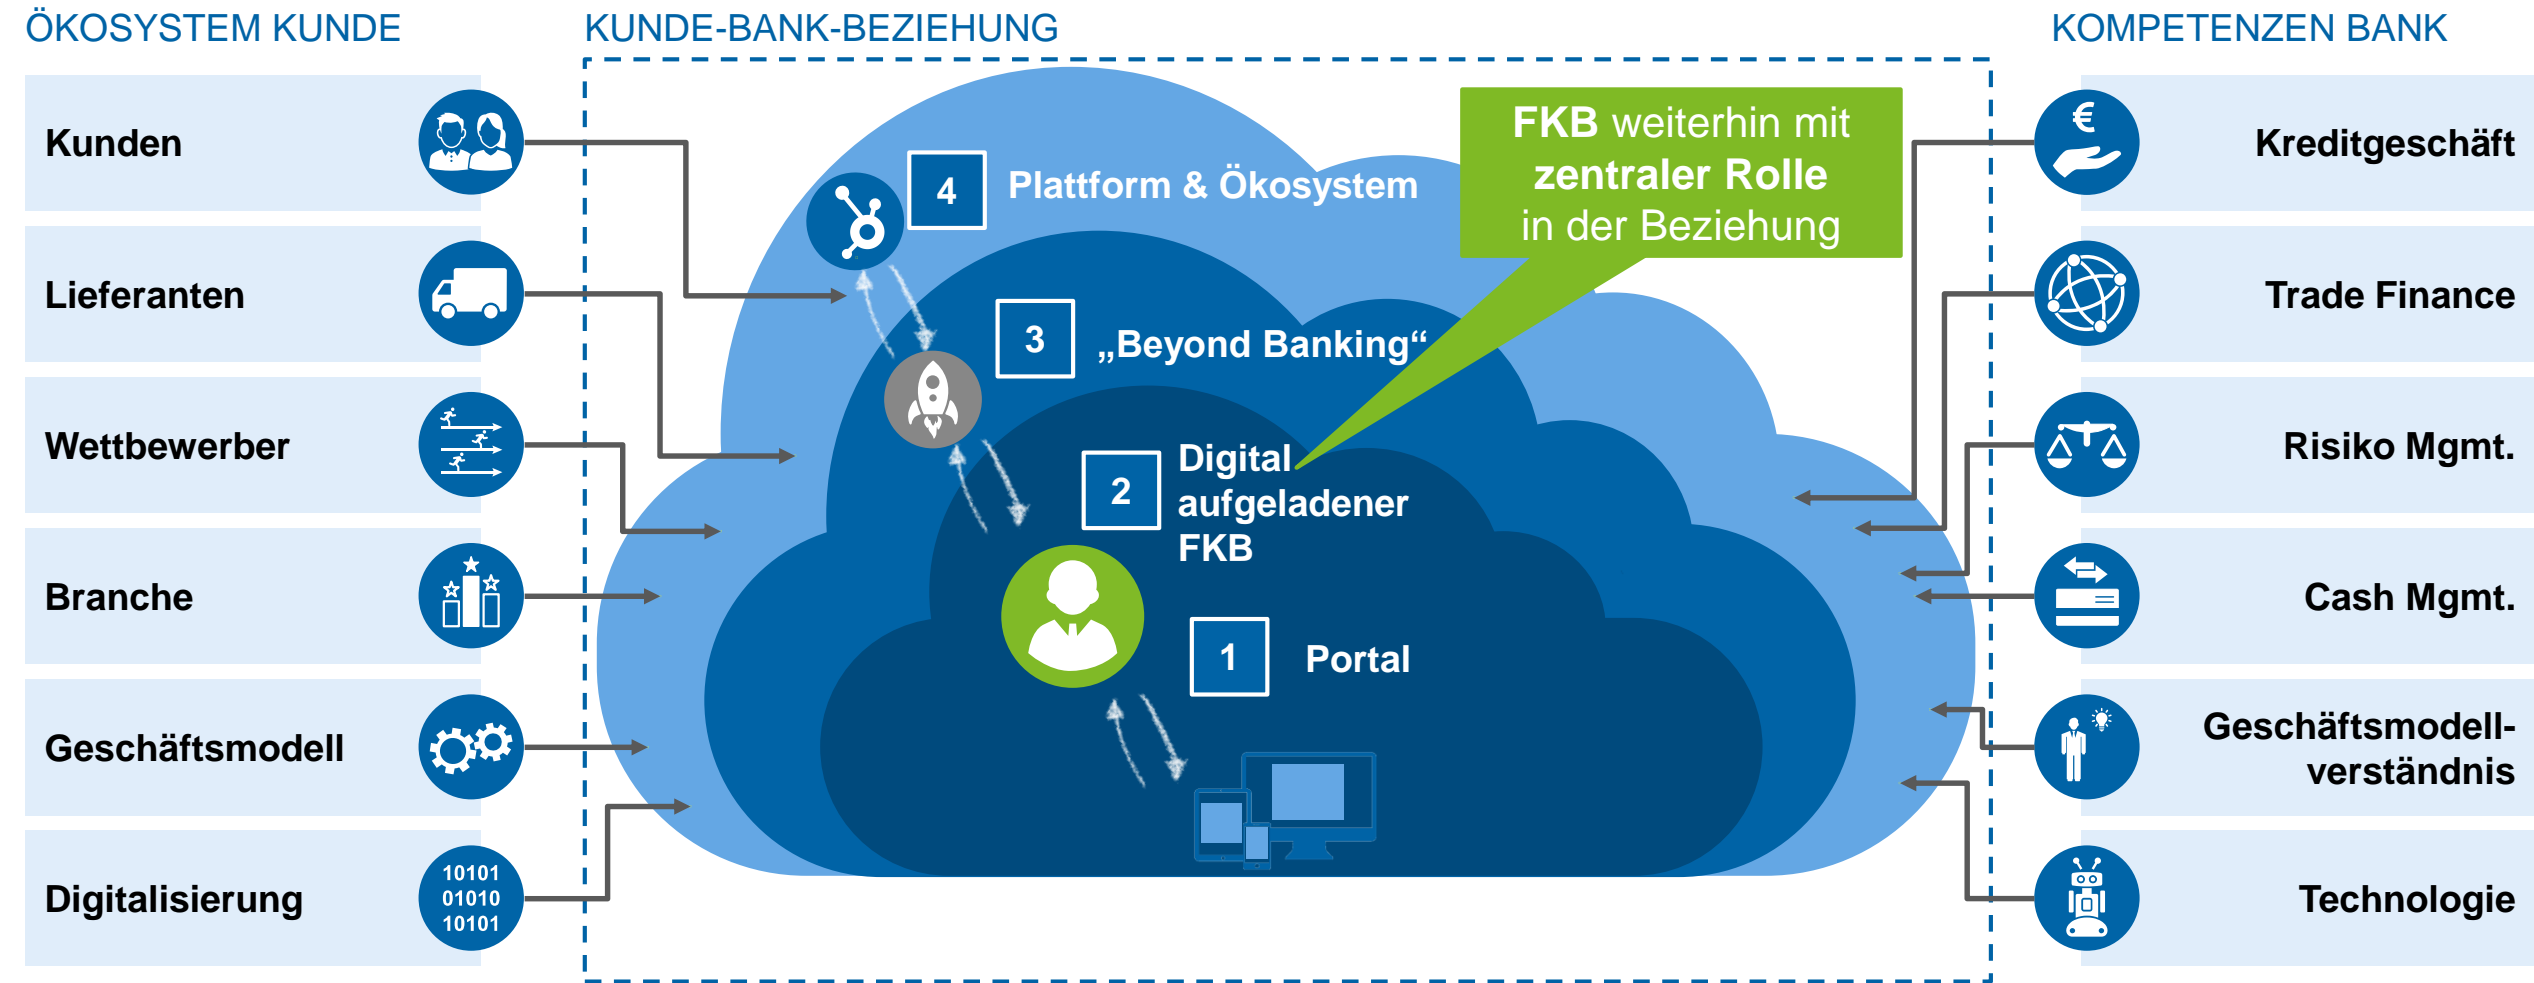 ÖKOSYSTEM KUNDE
Kunden
Lieferanten
Wettbewerber
Branche
Geschäftsmodell
Digitalisierung
10101
01010
10101
KUNDE-BANK-BEZIEHUNG
FKB weiterhin mit
zentraler Rolle
in der Beziehung
4 Plattform & Ökosystem
3 „Beyond Banking“
2 Digital
aufgeladener
FKB
1 Portal
KOMPETENZEN BANK
€
Kreditgeschäft
Trade Finance
Risiko Mgmt.
Cash Mgmt.
Geschäftsmodell-
verständnis
Technologie